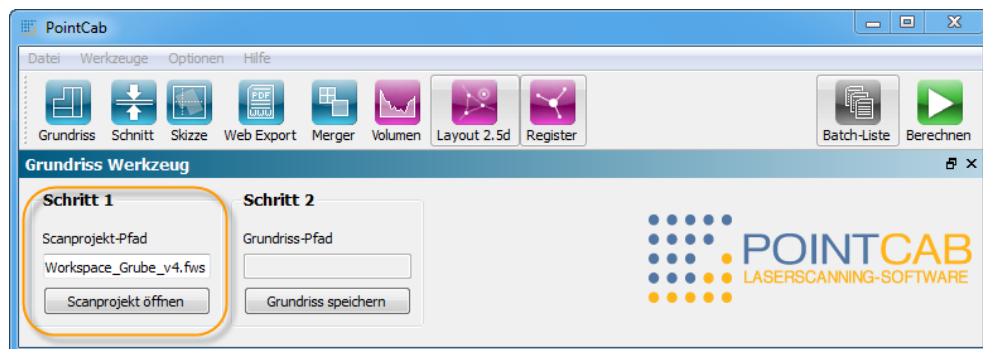 PointCab
Datei Werkzeuge Optionen Hilfe
Grundriss Schnitt Skizze Web Export Merger Volumen Layout 2.5d Register Batch-Liste Berechnen
PDF
Grundriss Werkzeug
Schritt 1 Schritt 2
Scanprojekt-Pfad Grundriss-Pfad
Workspace_Grube_v4.fws
Scanprojekt öffnen Grundriss speichern
POINTCAB
LASERSCANNING-SOFTWARE